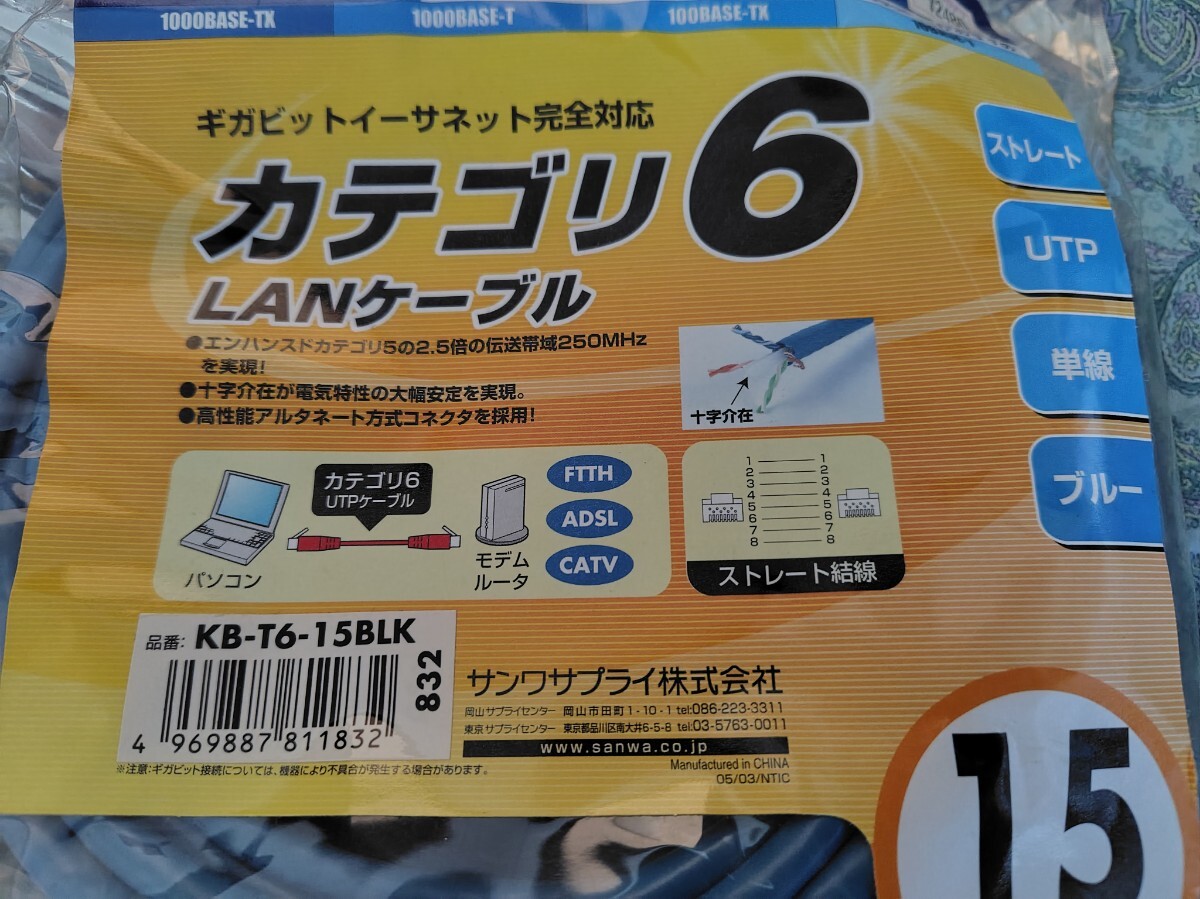 1000BASE-TX
1000BASE-T
100BASE-TX
ギガビットイーサネット完全対応
カテゴリ6
LANケーブル
●エンハンスドカテゴリ5の2.5倍の伝送帯域250MHz
を実現!
●十字介在が電気特性の大幅安定を実現。
●高性能アルタネート方式コネクタを採用!
十字介在
ストレート
UTP
単線
ブルー
パソコン
カテゴリ6
UTPケーブル
モデム
ルータ
FTTH
ADSL
CATV
1 1
2 2
3 3
4 4
5 5
6 6
7 7
8 8
ストレート結線
品番: KB-T6-15BLK
832
4 969887 811832
サンワサプライ株式会社
岡山サプライセンター 岡山市田町1-10-1 tel:086-223-3311
東京サプライセンター 東京都品川区南大井6-5-8 tel:03-5763-0011
www.sanwa.co.jp
※注意:ギガビット接続については、機器により不具合が発生する場合があります。
Manufactured in CHINA
05/03/NTIC
15